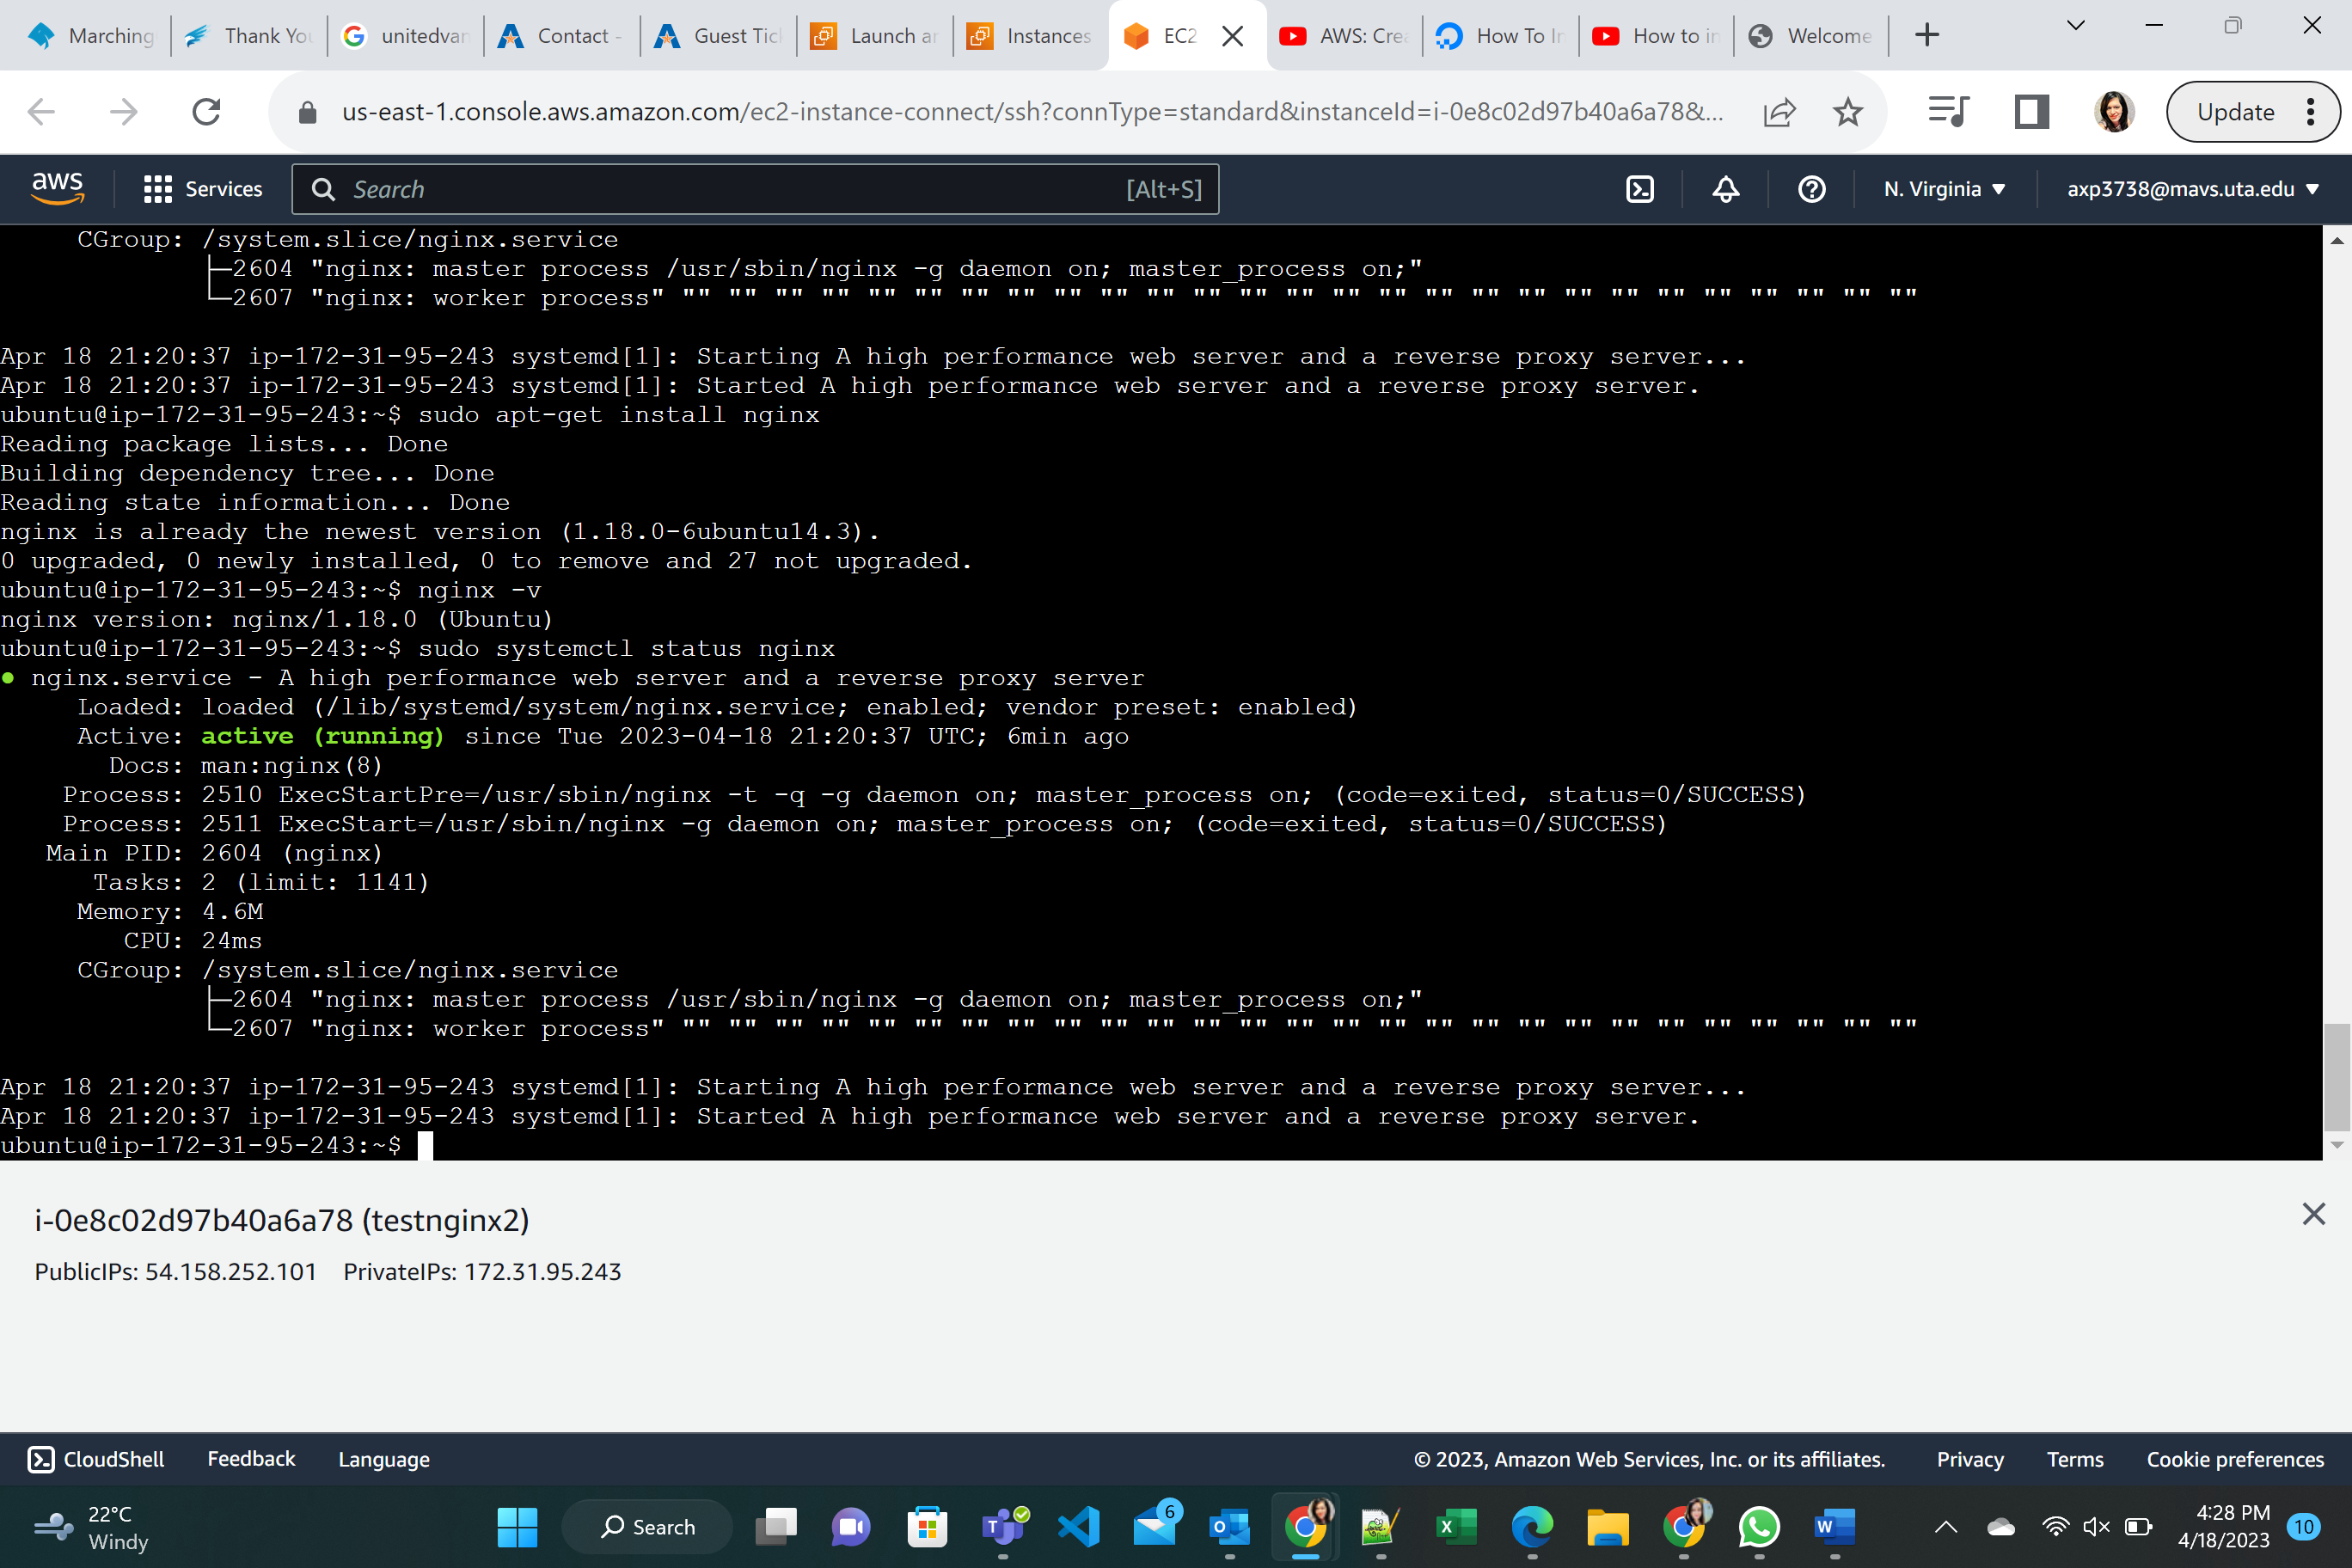 Marching
Thank You
unitedvan
Contact -
Guest Tic
Launch an
Instances
EC2
AWS: Cre
How To In
How to in
Welcome
us-east-1.console.aws.amazon.com/ec2-instance-connect/ssh?connType=standard&instanceId=i-0e8c02d97b40a6a78&...
Update
aws
Services
Search
[Alt+S]
N. Virginia
axp3738@mavs.uta.edu
CGroup: /system.slice/nginx.service
├─2604 "nginx: master process /usr/sbin/nginx -g daemon on; master_process on;"
└─2607 "nginx: worker process" "" "" "" "" "" "" "" "" "" "" "" "" "" "" "" "" "" "" "" "" "" "" "" "" "" "" ""
Apr 18 21:20:37 ip-172-31-95-243 systemd[1]: Starting A high performance web server and a reverse proxy server...
Apr 18 21:20:37 ip-172-31-95-243 systemd[1]: Started A high performance web server and a reverse proxy server.
ubuntu@ip-172-31-95-243:~$ sudo apt-get install nginx
Reading package lists... Done
Building dependency tree... Done
Reading state information... Done
nginx is already the newest version (1.18.0-6ubuntu14.3).
0 upgraded, 0 newly installed, 0 to remove and 27 not upgraded.
ubuntu@ip-172-31-95-243:~$ nginx -v
nginx version: nginx/1.18.0 (Ubuntu)
ubuntu@ip-172-31-95-243:~$ sudo systemctl status nginx
● nginx.service - A high performance web server and a reverse proxy server
Loaded: loaded (/lib/systemd/system/nginx.service; enabled; vendor preset: enabled)
Active: active (running) since Tue 2023-04-18 21:20:37 UTC; 6min ago
Docs: man:nginx(8)
Process: 2510 ExecStartPre=/usr/sbin/nginx -t -q -g daemon on; master_process on; (code=exited, status=0/SUCCESS)
Process: 2511 ExecStart=/usr/sbin/nginx -g daemon on; master_process on; (code=exited, status=0/SUCCESS)
Main PID: 2604 (nginx)
Tasks: 2 (limit: 1141)
Memory: 4.6M
CPU: 24ms
CGroup: /system.slice/nginx.service
├─2604 "nginx: master process /usr/sbin/nginx -g daemon on; master_process on;"
└─2607 "nginx: worker process" "" "" "" "" "" "" "" "" "" "" "" "" "" "" "" "" "" "" "" "" "" "" "" "" "" "" ""
Apr 18 21:20:37 ip-172-31-95-243 systemd[1]: Starting A high performance web server and a reverse proxy server...
Apr 18 21:20:37 ip-172-31-95-243 systemd[1]: Started A high performance web server and a reverse proxy server.
ubuntu@ip-172-31-95-243:~$
i-0e8c02d97b40a6a78 (testnginx2)
PublicIPs: 54.158.252.101 PrivateIPs: 172.31.95.243
CloudShell
Feedback
Language
© 2023, Amazon Web Services, Inc. or its affiliates.
Privacy
Terms
Cookie preferences
22°C
Windy
Search
6
4:28 PM
4/18/2023
10